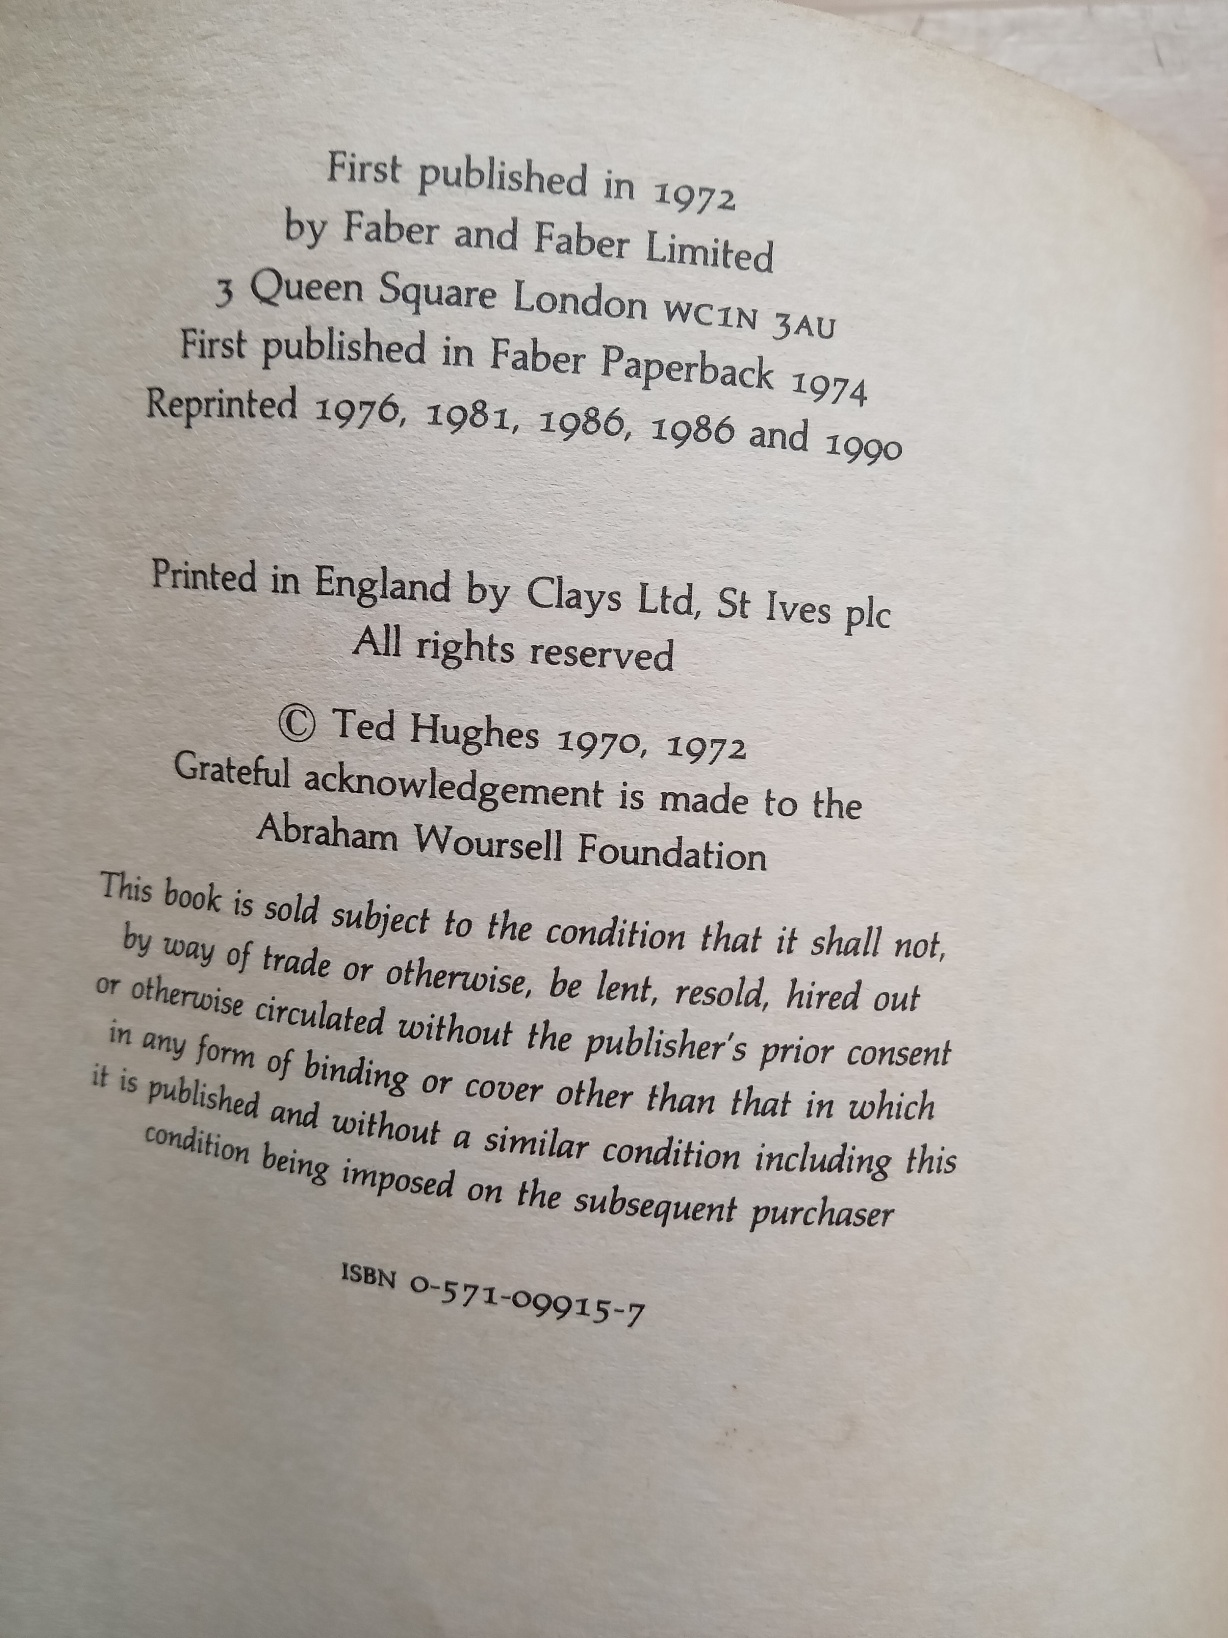 First published in 1972
by Faber and Faber Limited
3 Queen Square London WC1N 3AU
First published in Faber Paperback 1974
Reprinted 1976, 1981, 1986, 1986 and 1990
Printed in England by Clays Ltd, St Ives plc
All rights reserved
© Ted Hughes 1970, 1972
Grateful acknowledgement is made to the
Abraham Woursell Foundation
This book is sold subject to the condition that it shall not,
by way of trade or otherwise, be lent, resold, hired out
or otherwise circulated without the publisher's prior consent
in any form of binding or cover other than that in which
it is published and without a similar condition including this
condition being imposed on the subsequent purchaser
ISBN 0-571-09915-7